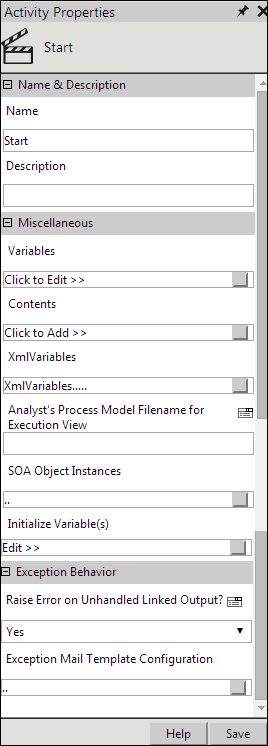 Activity Properties
Start
Name & Description
Name
Start
Description
Miscellaneous
Variables
Click to Edit >>
Contents
Click to Add >>
XmlVariables
XmlVariables.....
Analyst's Process Model Filename for
Execution View
SOA Object Instances
..
Initialize Variable(s)
Edit >>
Exception Behavior
Raise Error on Unhandled Linked Output?
Yes
Exception Mail Template Configuration
..
Help
Save